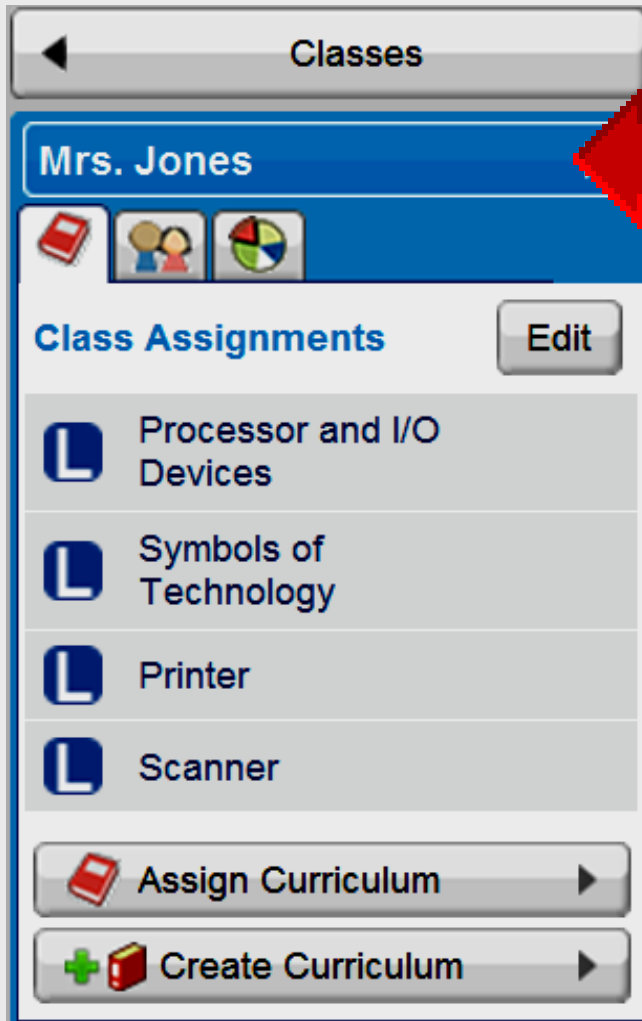 Classes
Mrs. Jones
Class Assignments
Edit
L
Processor and I/O
Devices
L
Symbols of
Technology
L
Printer
L
Scanner
Assign Curriculum
Create Curriculum